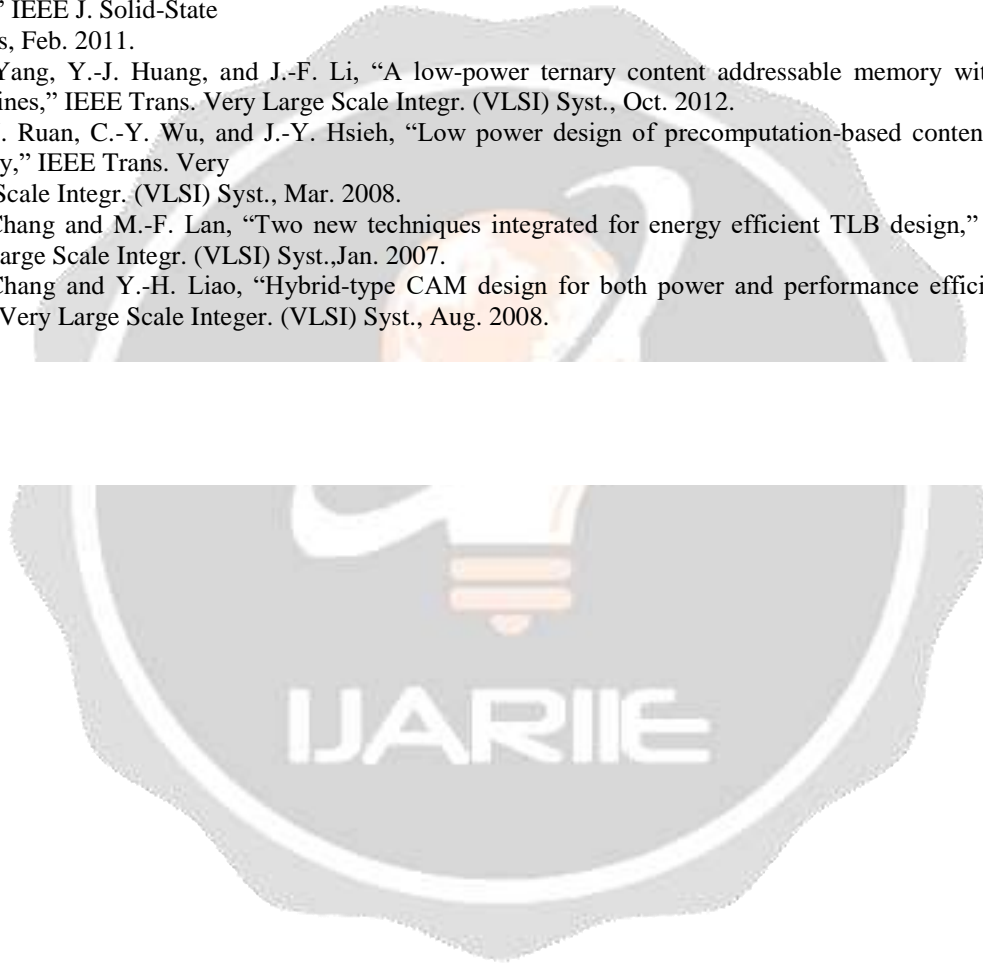 ” IEEE J. Solid-State
s, Feb. 2011.
Yang, Y.-J. Huang, and J.-F. Li, “A low-power ternary content addressable memory wit
ines,” IEEE Trans. Very Large Scale Integr. (VLSI) Syst., Oct. 2012.
. Ruan, C.-Y. Wu, and J.-Y. Hsieh, “Low power design of precomputation-based conten
y,” IEEE Trans. Very
Scale Integr. (VLSI) Syst., Mar. 2008.
Chang and M.-F. Lan, “Two new techniques integrated for energy efficient TLB design,”
arge Scale Integr. (VLSI) Syst.,Jan. 2007.
Chang and Y.-H. Liao, “Hybrid-type CAM design for both power and performance effici
Very Large Scale Integer. (VLSI) Syst., Aug. 2008.
IJARIIE